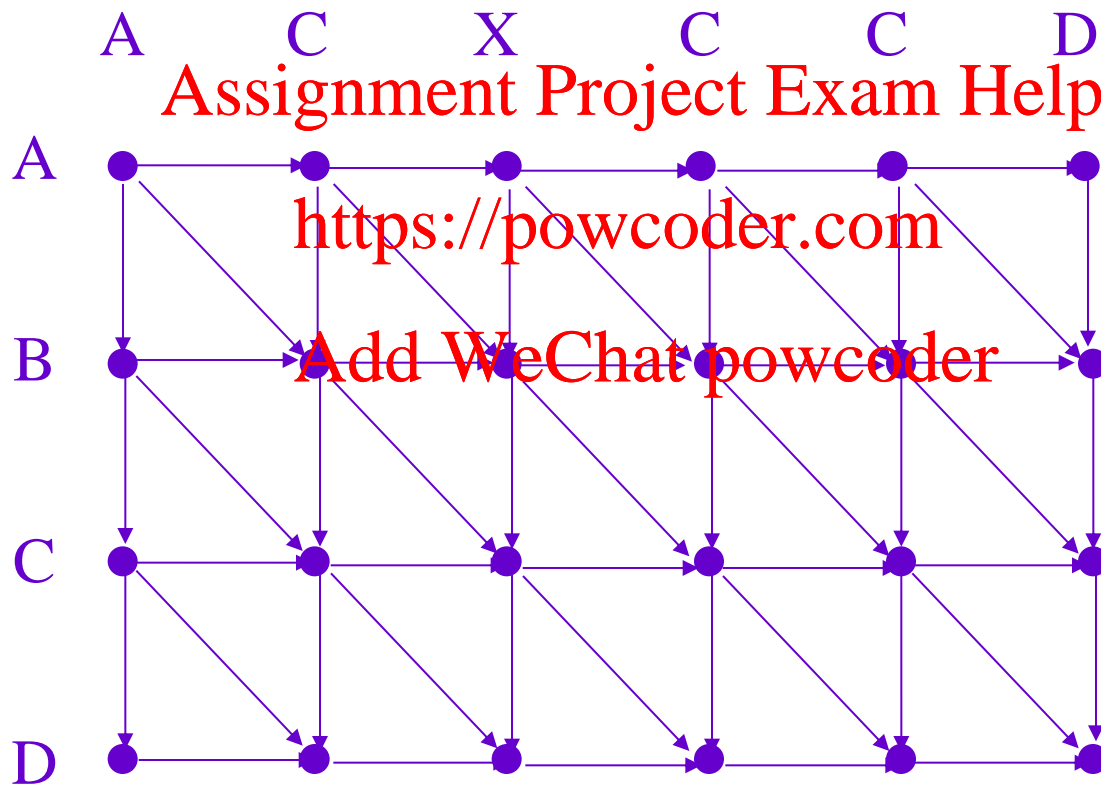 A C X C C D
Assignment Project Exam Help
A
https://powcoder.com
B
Add WeChat powcoder
C
D